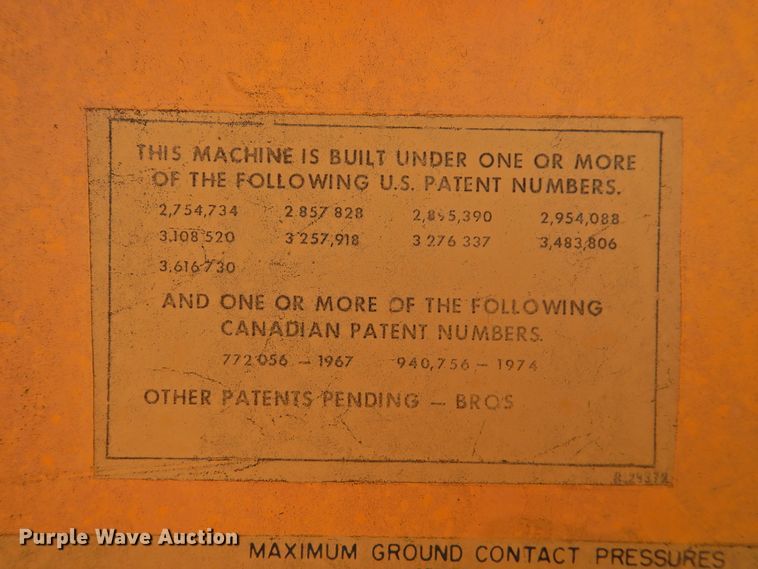 THIS MACHINE IS BUILT UNDER ONE OR MORE
OF THE FOLLOWING U.S. PATENT NUMBERS.
2,754,734 2 857 828 2,895,390 2,954,088
3,108 520 3 257,918 3 276 337 3,483,806
3,616 730
AND ONE OR MORE OF THE FOLLOWING
CANADIAN PATENT NUMBERS.
772 056 – 1967 940,756 – 1974
OTHER PATENTS PENDING – BROS
Purple Wave Auction
MAXIMUM GROUND CONTACT PRESSURES